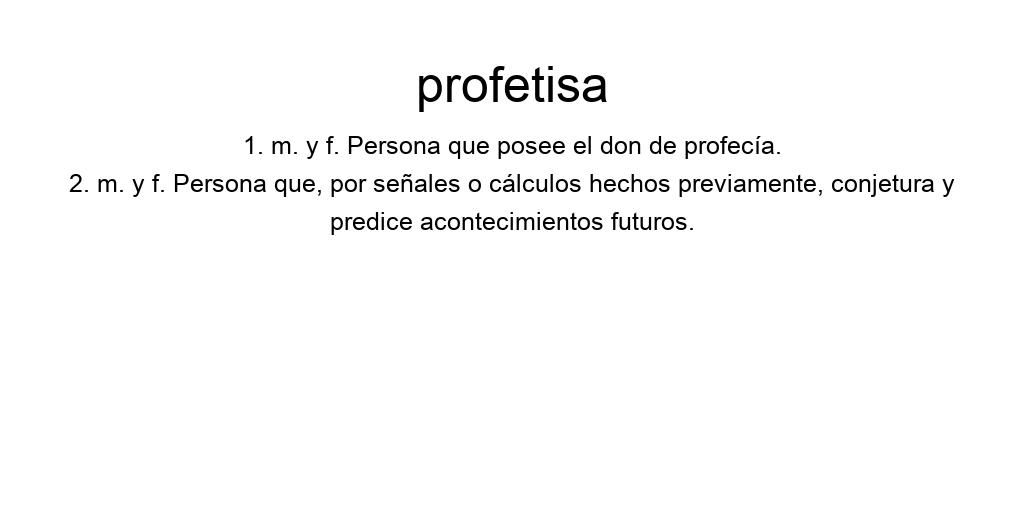 profetisa
1. m. y f. Persona que posee el don de profecía.
2. m. y f. Persona que, por señales o cálculos hechos previamente, conjetura y
predice acontecimientos futuros.